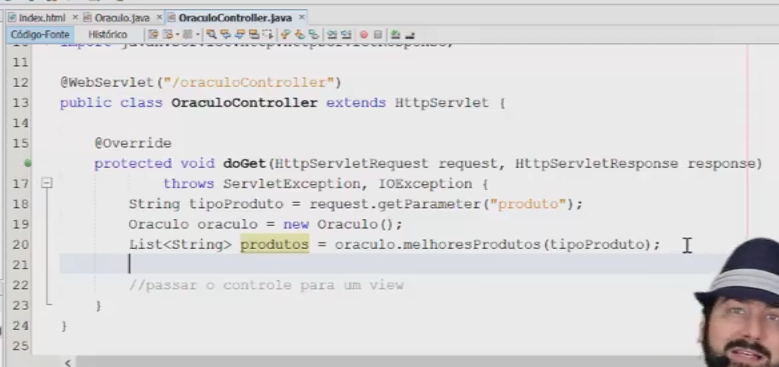 Index.html × Oraculo.java × OraculoController.java ×
Código-Fonte Histórico
10 import javax.servlet.http.HttpServletResponse;
11
12 @WebServlet("/oraculoController")
13 public class OraculoController extends HttpServlet {
14
15 @Override
protected void doGet(HttpServletRequest request, HttpServletResponse response)
17 throws ServletException, IOException {
18 String tipoProduto = request.getParameter("produto");
19 Oraculo oraculo = new Oraculo();
20 List<String> produtos = oraculo.melhoresProdutos(tipoProduto);
21
22 //passar o controle para um view
23 }
24 }
25